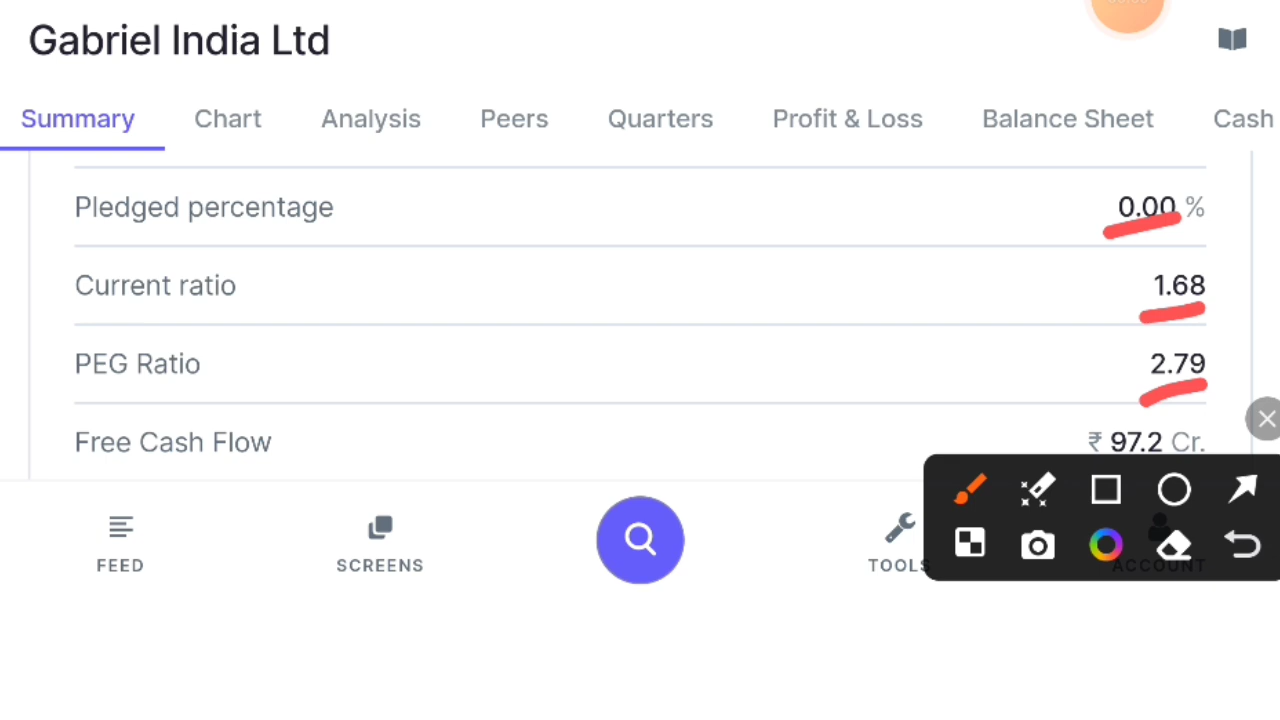 Gabriel India Ltd
Summary Chart Analysis Peers Quarters Profit & Loss Balance Sheet Cash
Pledged percentage 0.00 %
Current ratio 1.68
PEG Ratio 2.79
Free Cash Flow ₹ 97.2 Cr.
FEED SCREENS TOOLS ACCOUNT